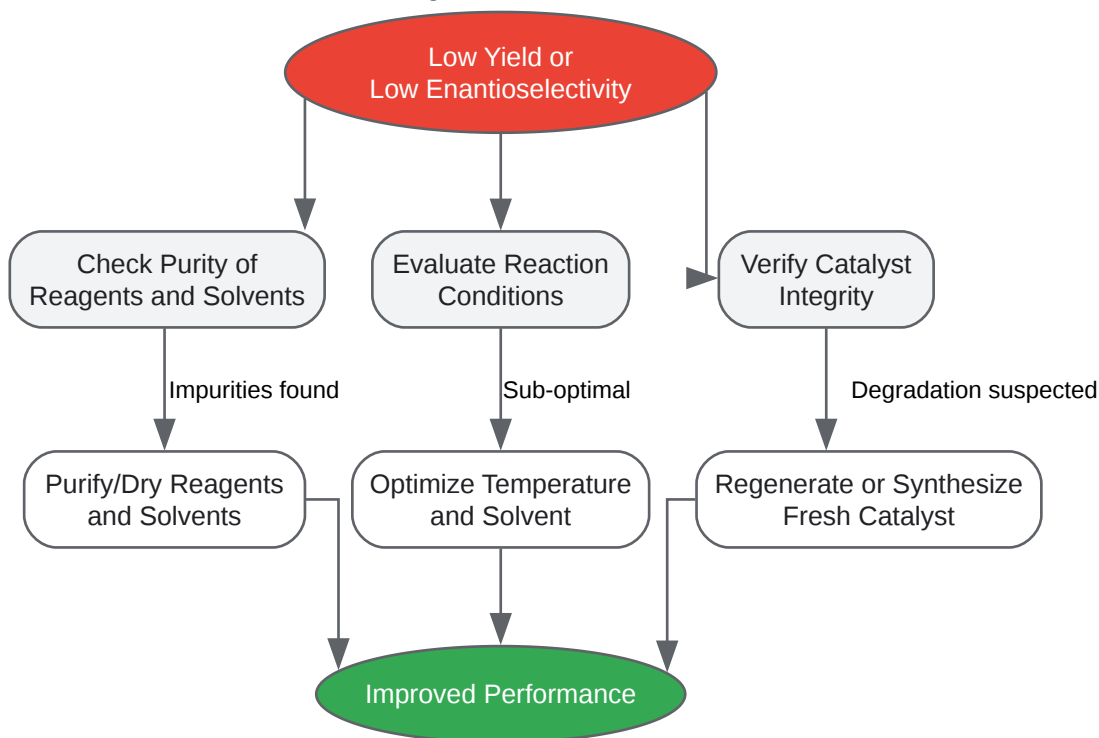 Low Yield or
Low Enantioselectivity
Check Purity of
Reagents and Solvents
Evaluate Reaction
Conditions
Verify Catalyst
Integrity
Impurities found
Sub-optimal
Degradation suspected
Purify/Dry Reagents
and Solvents
Optimize Temperature
and Solvent
Regenerate or Synthesize
Fresh Catalyst
Improved Performance